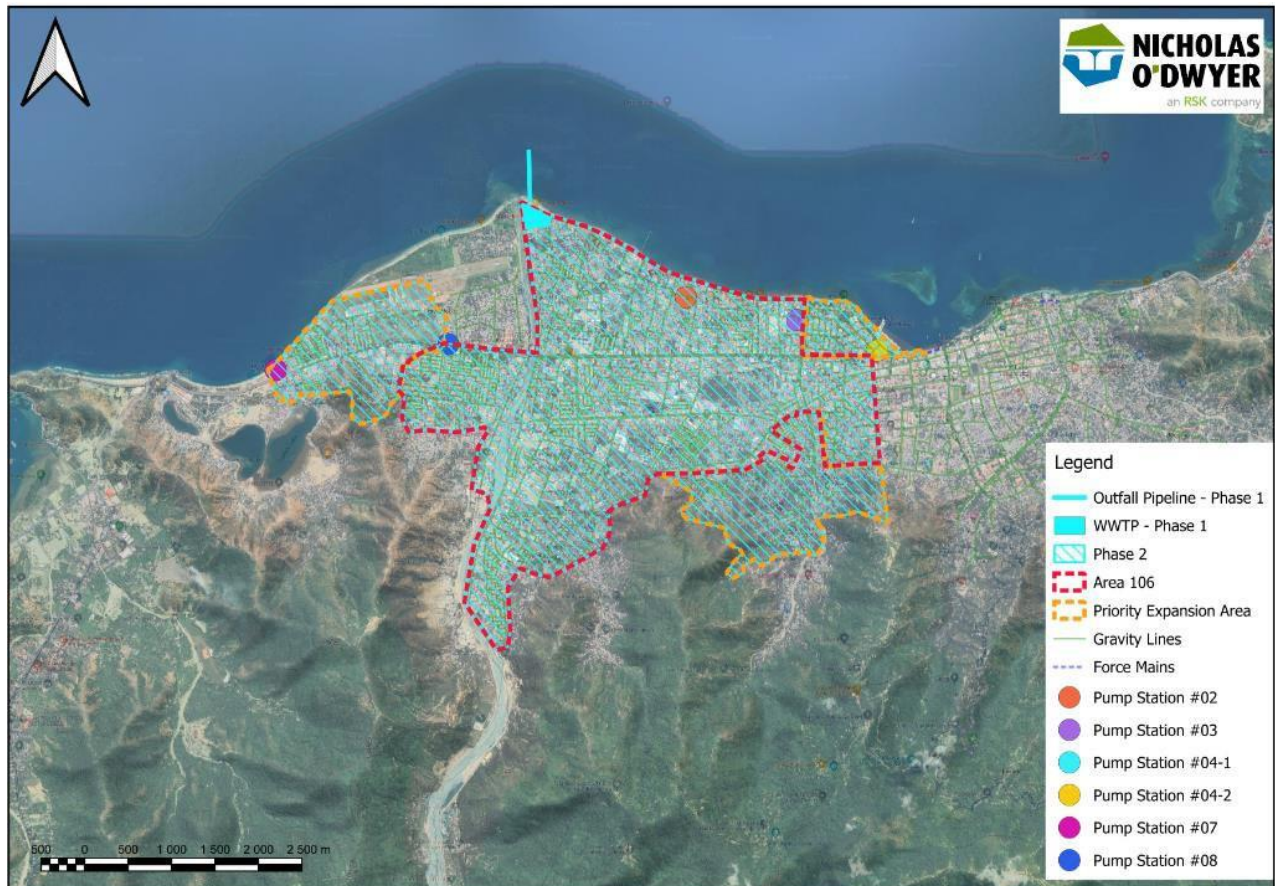 NICHOLAS
O'DWYER
an RSK company
Legend
Outfall Pipeline - Phase 1
WWTP - Phase 1
Phase 2
Area 106
Priority Expansion Area
Gravity Lines
Force Mains
Pump Station #02
Pump Station #03
Pump Station #04-1
Pump Station #04-2
Pump Station #07
Pump Station #08
500 0 500 1 000 1 500 2 000 2 500 m